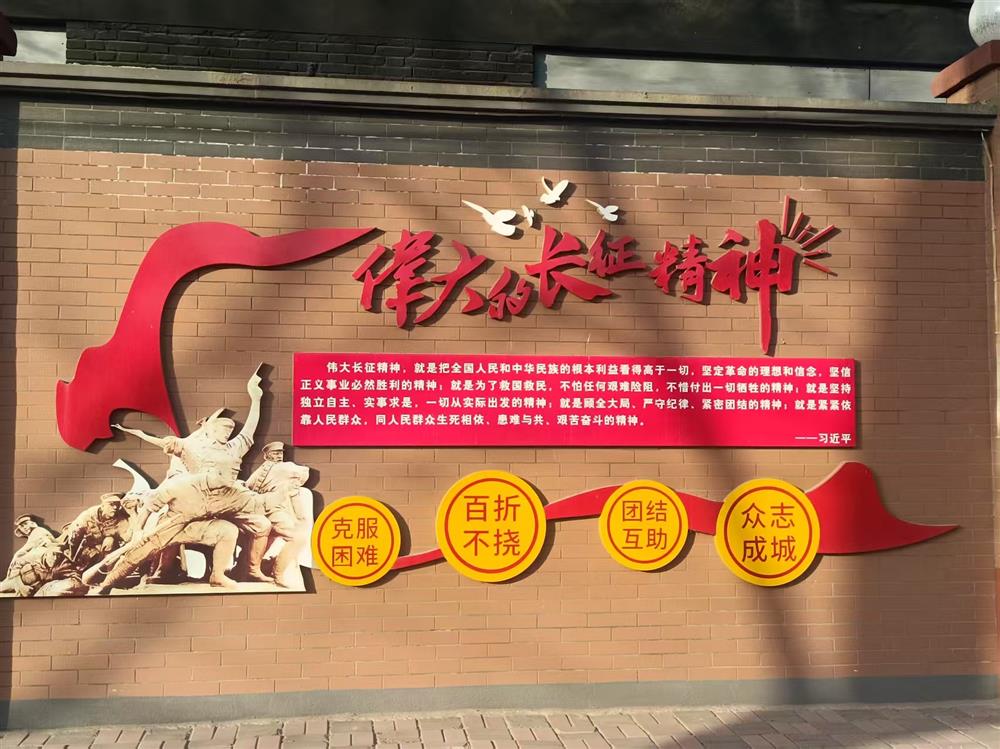 偉大的长征精神
伟大长征精神，就是把全国人民和中华民族的根本利益看得高于一切，坚定革命的理想和信念，坚信
正义事业必然胜利的精神；就是为了救国救民，不怕任何艰难险阻，不惜付出一切牺牲的精神；就是坚持
独立自主、实事求是，一切从实际出发的精神；就是顾全大局、严守纪律、紧密团结的精神；就是紧紧依
靠人民群众，同人民群众生死相依、患难与共、艰苦奋斗的精神。
——习近平
克服
困难
百折
不挠
团结
互助
众志
成城